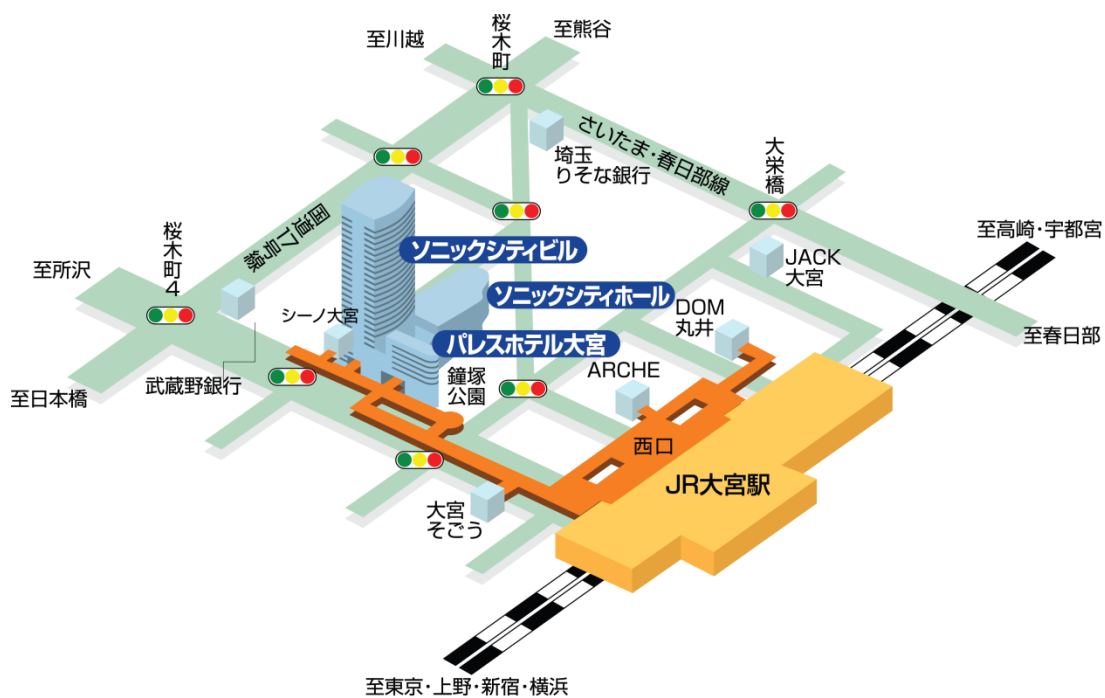 至川越
桜木町
至熊谷
さいたま・春日部線
埼玉
りそな銀行
大栄橋
国道17号線
桜木町4
至所沢
ソニックシティビル
至高崎・宇都宮
JACK
大宮
ソニックシティホール
DOM
丸井
シーノ大宮
至春日部
パレスホテル大宮
武蔵野銀行
至日本橋
鐘塚
公園
ARCHE
西口
JR大宮駅
大宮
そごう
至東京・上野・新宿・横浜